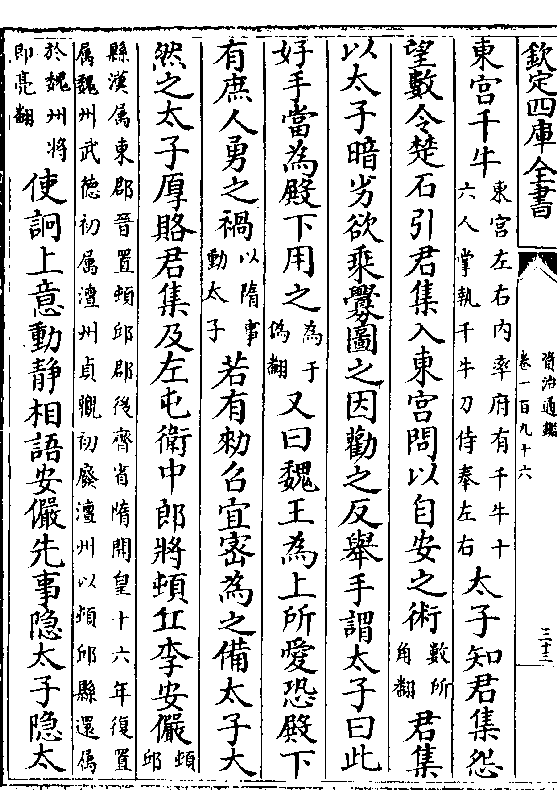 欽定四庫全書
資治通鑑
卷一百九十六
三十三
東宮千牛東宮左右内率府有千牛十六人掌執千牛刀侍奉左右太子知君集怨
望數令楚石引君集入東宮問以自安之術數所角翻君集
以太子暗劣欲乘釁圖之因勸之反舉手謂太子曰此
好手當為殿下用之為于偽翻又曰魏王為上所愛恐殿下
有庶人勇之禍以隋事動太子若有勑召宜密為之備太子大
然之太子厚賂君集及左屯衛中郎將頓丘李安儼頓邱
縣漢属東郡晉置頓邱郡後齊省隋開皇十六年復置属魏州武徳初属澶州貞觀初廢澶州以頓邱縣還属
於魏州將即亮翻使詗上意動靜相語安儼先事隐太子隐太